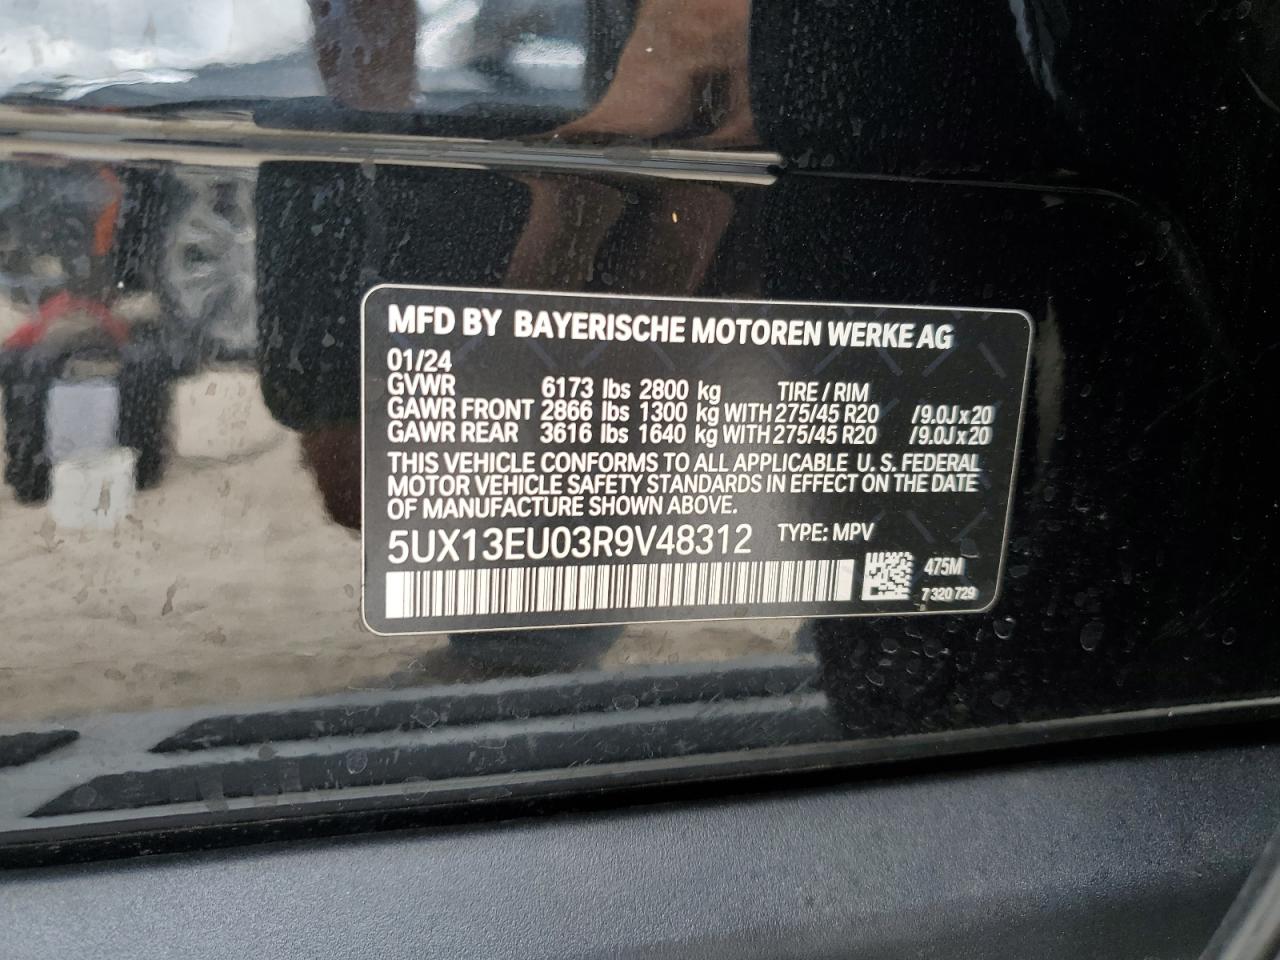 MFD BY BAYERISCHE MOTOREN WERKE AG
01/24
GVWR 6173 lbs 2800 kg TIRE / RIM
GAWR FRONT 2866 lbs 1300 kg WITH 275/45 R20 /9.0J x 20
GAWR REAR 3616 lbs 1640 kg WITH 275/45 R20 /9.0J x 20
THIS VEHICLE CONFORMS TO ALL APPLICABLE U. S. FEDERAL
MOTOR VEHICLE SAFETY STANDARDS IN EFFECT ON THE DATE
OF MANUFACTURE SHOWN ABOVE.
5UX13EU03R9V48312 TYPE: MPV
475M
7 320 729